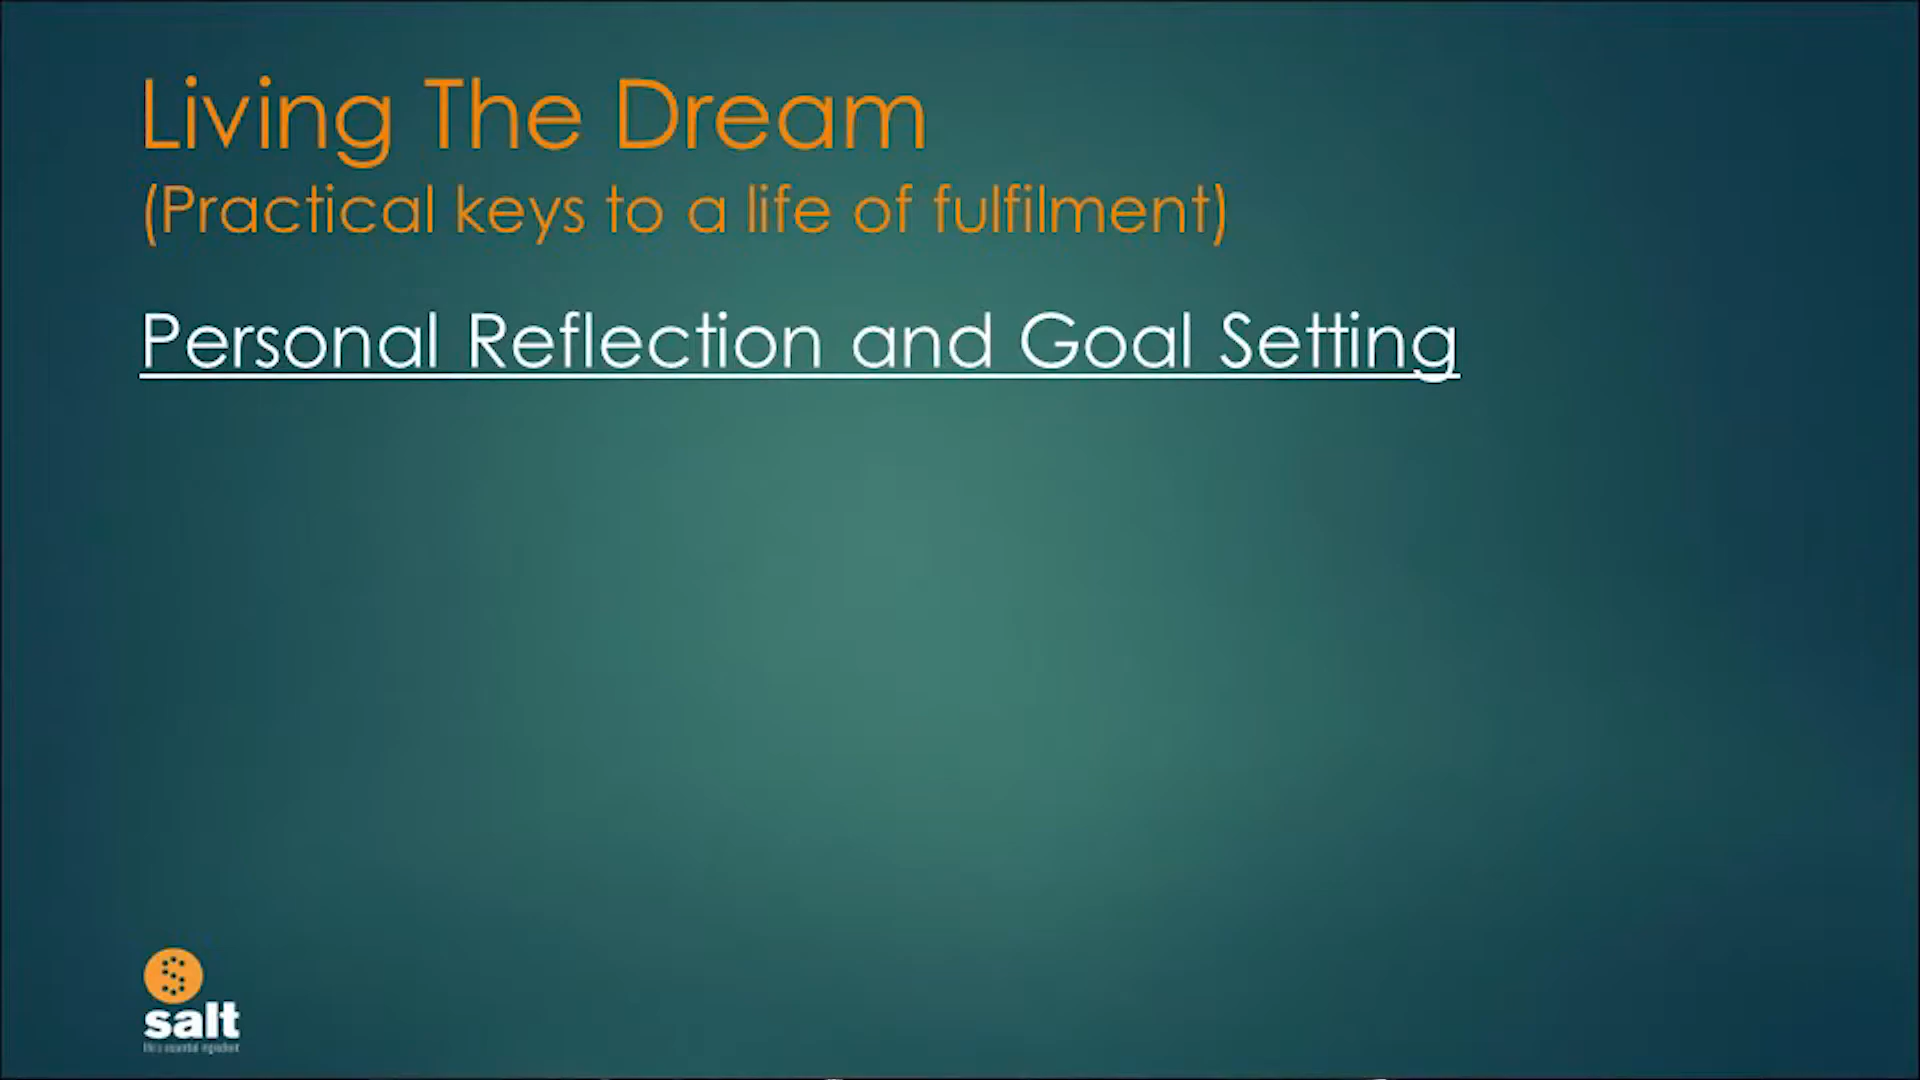 Living The Dream
(Practical keys to a life of fulfilment)
Personal Reflection and Goal Setting
salt